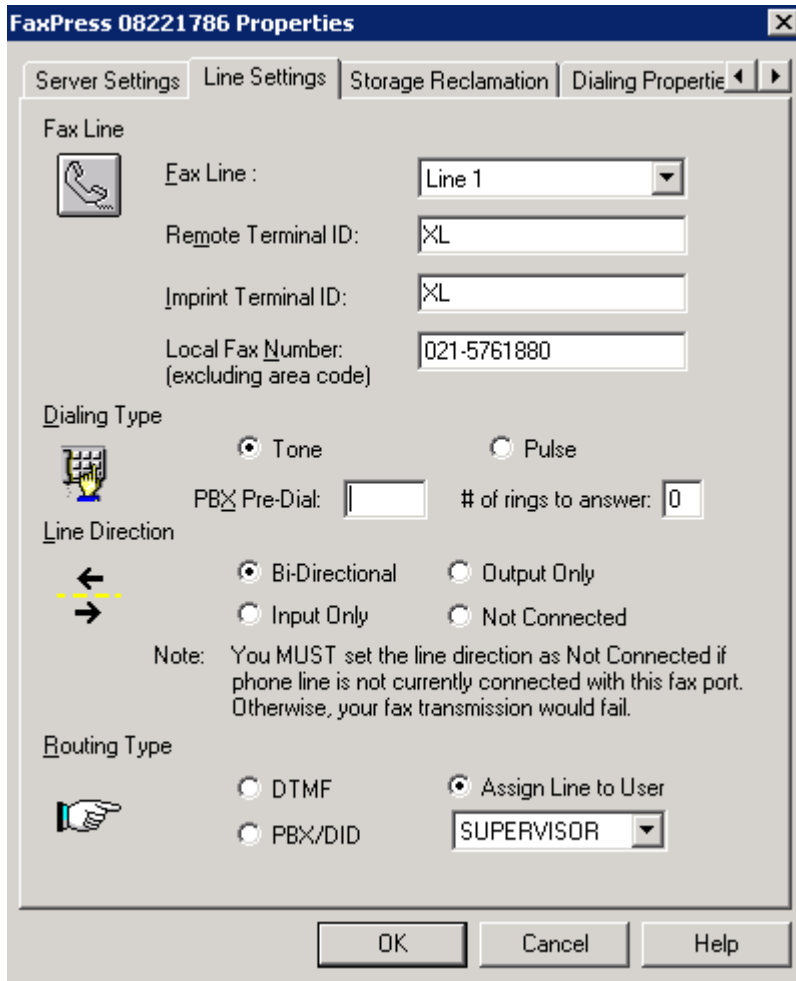 FaxPress 08221786 Properties
Server Settings Line Settings Storage Reclamation Dialing Propertie
Fax Line
Fax Line : Line 1
Remote Terminal ID: XL
Imprint Terminal ID: XL
Local Fax Number: 021-5761880
(excluding area code)
Dialing Type
Tone Pulse
PBX Pre-Dial: # of rings to answer: 0
Line Direction
Bi-Directional Output Only
Input Only Not Connected
Note: You MUST set the line direction as Not Connected if
phone line is not currently connected with this fax port.
Otherwise, your fax transmission would fail.
Routing Type
DTMF Assign Line to User
PBX/DID SUPERVISOR
OK Cancel Help